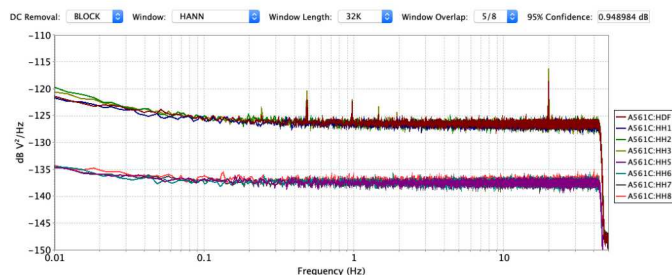 DC Removal: BLOCK Window: HANN Window Length: 32K Window Overlap: 5/8 95% Confidence: 0.948984 dB
-110
-115
-120
-125
-130
-135
-140
-145
-150
dB V²/Hz
0.01 0.1 1 10
Frequency (Hz)
A561C:HDF
A561C:HH1
A561C:HH2
A561C:HH3
A561C:HH5
A561C:HH6
A561C:HH7
A561C:HH8